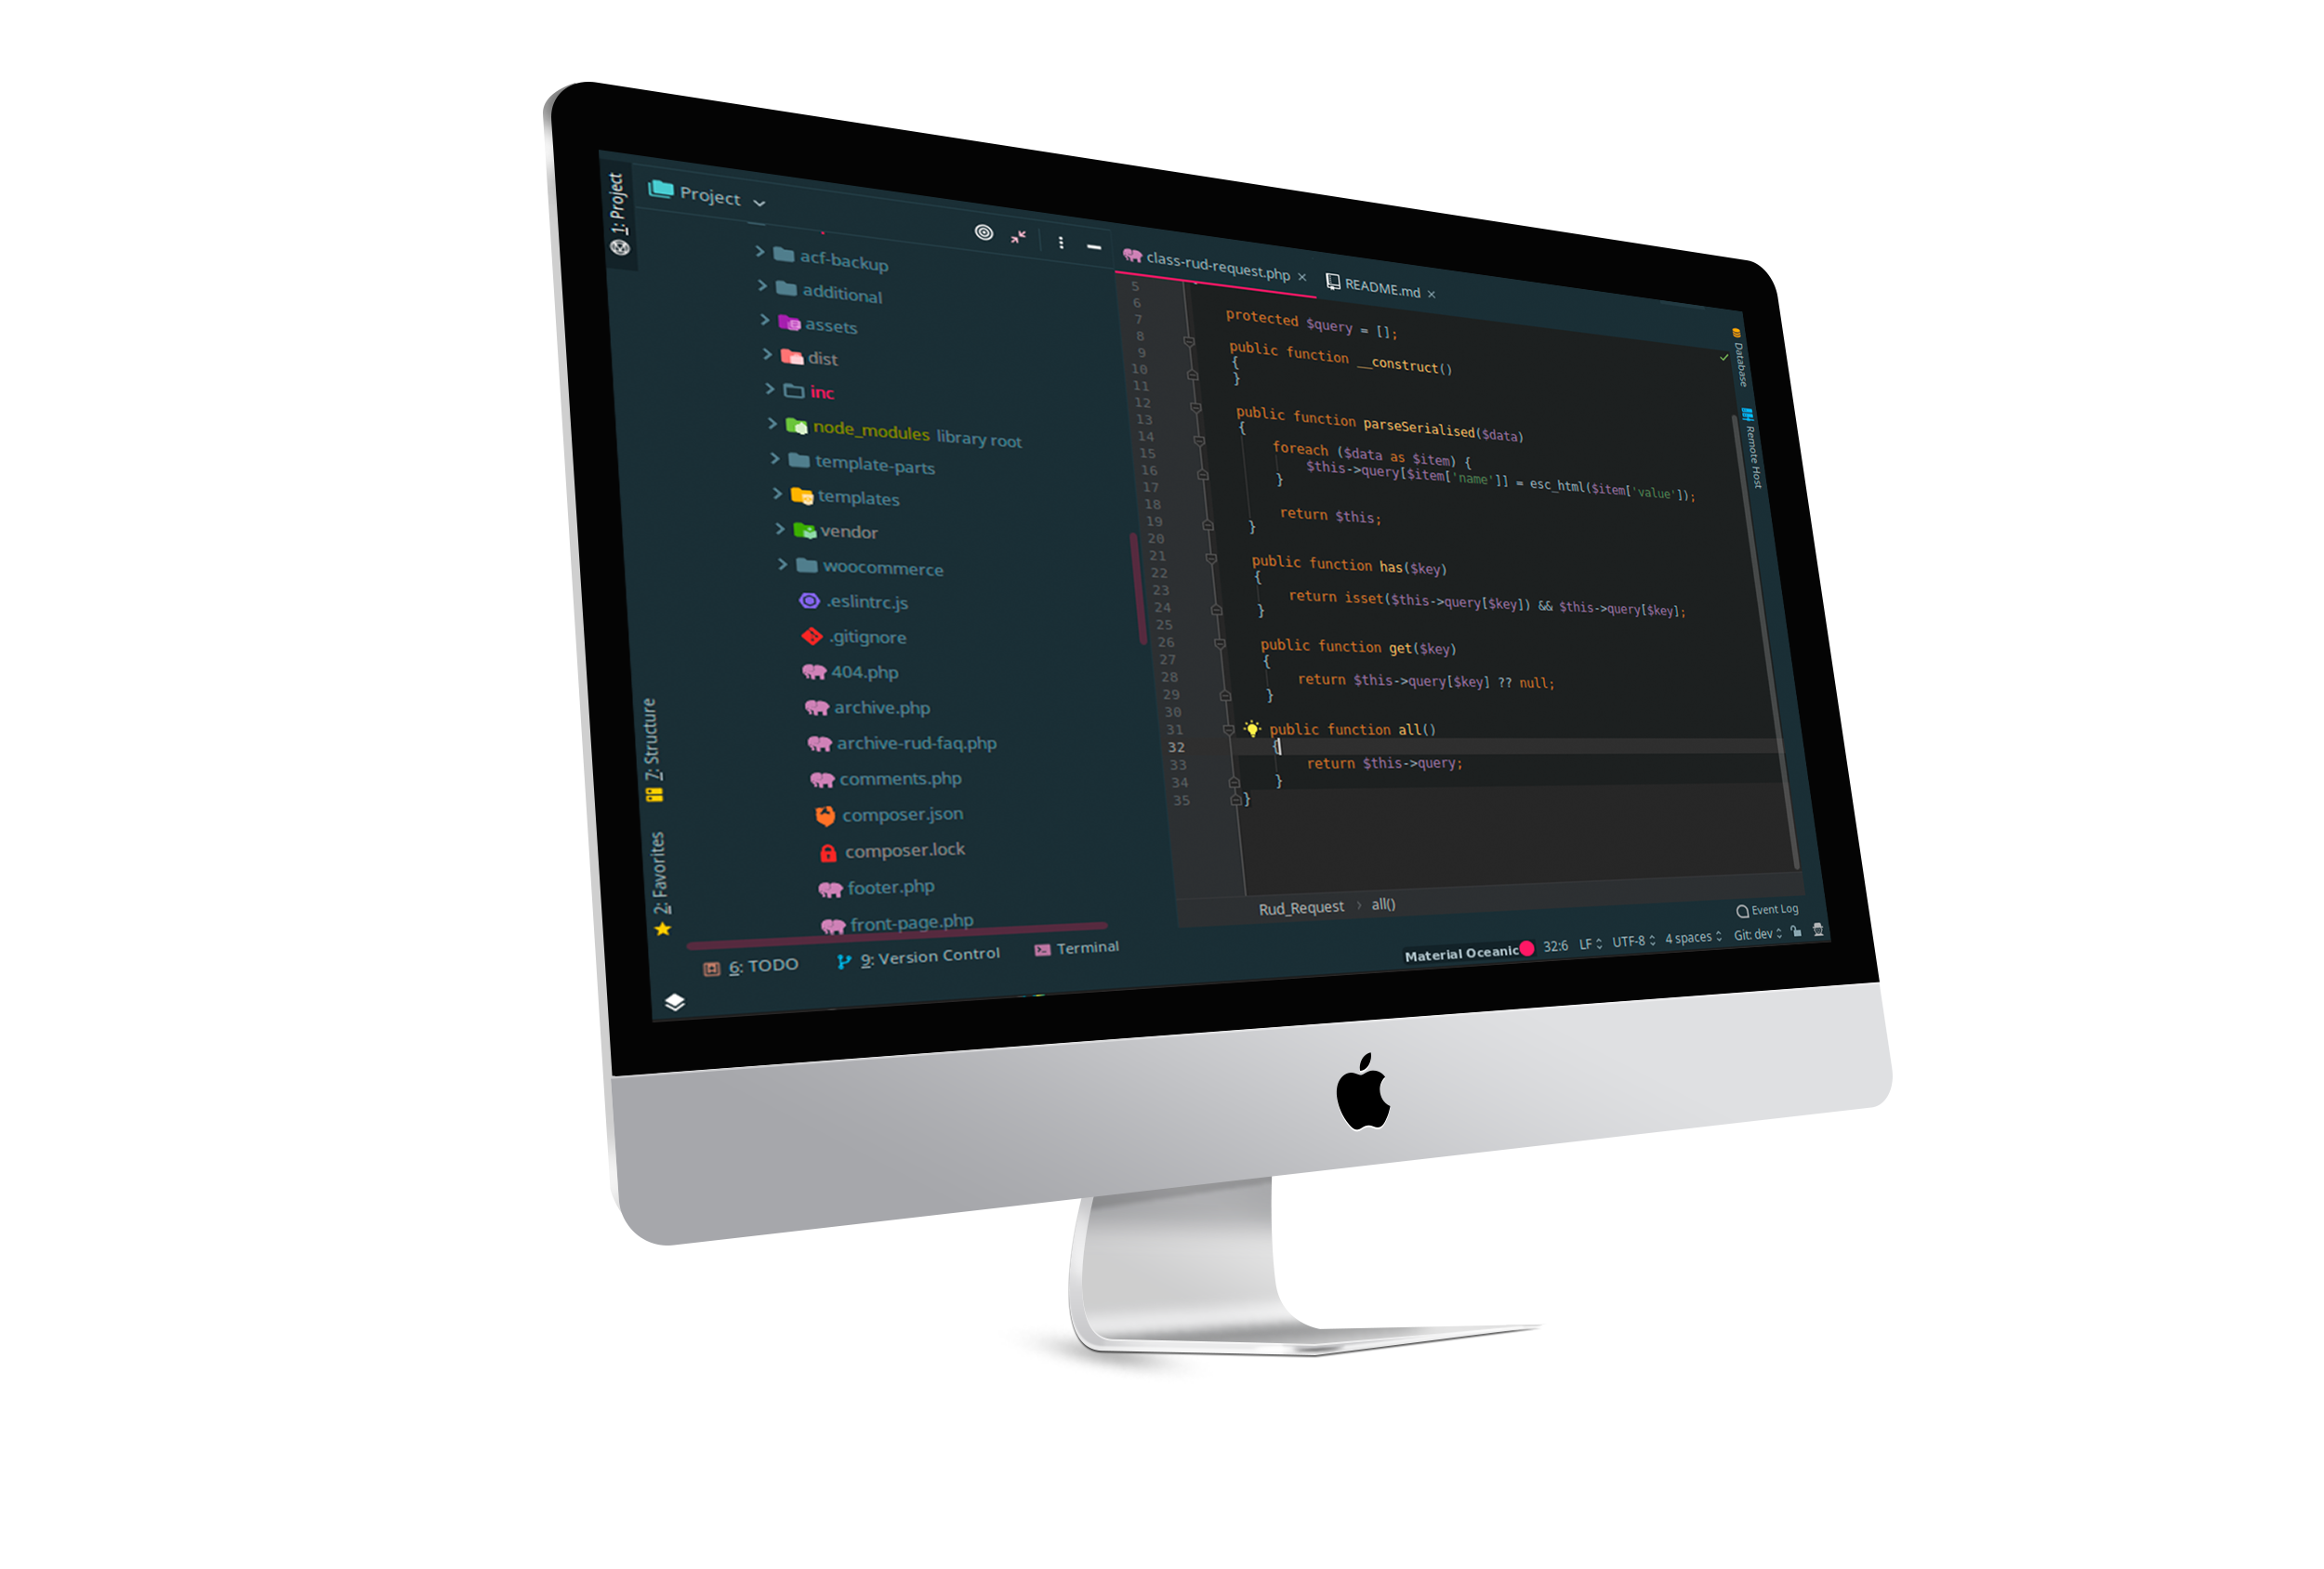 1: Project
Project
acf-backup
additional
assets
dist
inc
node_modules library root
template-parts
templates
vendor
woocommerce
.eslintrc.js
.gitignore
404.php
archive.php
archive-rud-faq.php
comments.php
composer.json
composer.lock
footer.php
front-page.php
7: Structure
2: Favorites
class-rud-request.php × README.md ×
5
6
7
8
9
10
11
12
13
14
15
16
17
18
19
20
21
22
23
24
25
26
27
28
29
30
31
32
33
34
35
protected $query = [];
public function __construct()
{
}
public function parseSerialised($data)
{
foreach ($data as $item) {
$this->query[$item['name']] = esc_html($item['value']);
}
return $this;
}
public function has($key)
{
return isset($this->query[$key]) && $this->query[$key];
}
public function get($key)
{
return $this->query[$key] ?? null;
}
public function all()
{
return $this->query;
}
}
Database
Remote Host
Rud_Request › all()
6: TODO 9: Version Control Terminal
Event Log
Material Oceanic 32:6 LF UTF-8 4 spaces Git: dev